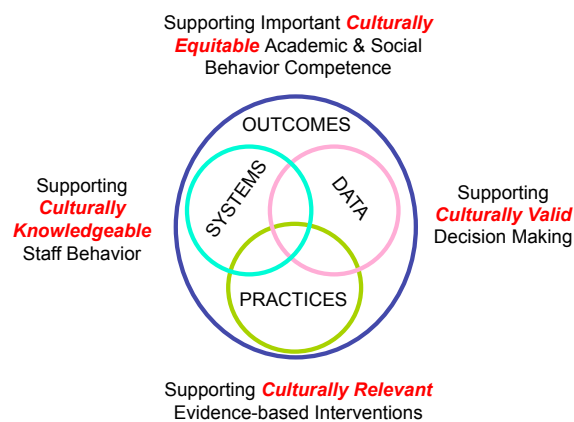 Supporting Important Culturally
Equitable Academic & Social
Behavior Competence
OUTCOMES
SYSTEMS
DATA
PRACTICES
Supporting
Culturally
Knowledgeable
Staff Behavior
Supporting
Culturally Valid
Decision Making
Supporting Culturally Relevant
Evidence-based Interventions